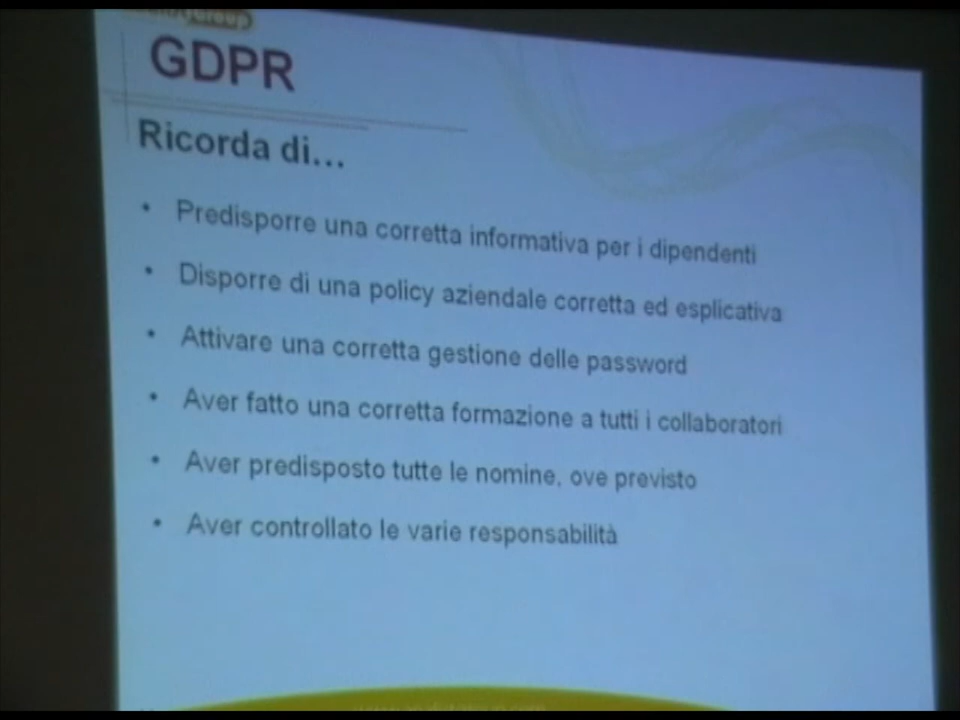 GDPR
Ricorda di...
• Predisporre una corretta informativa per i dipendenti
• Disporre di una policy aziendale corretta ed esplicativa
• Attivare una corretta gestione delle password
• Aver fatto una corretta formazione a tutti i collaboratori
• Aver predisposto tutte le nomine, ove previsto
• Aver controllato le varie responsabilità